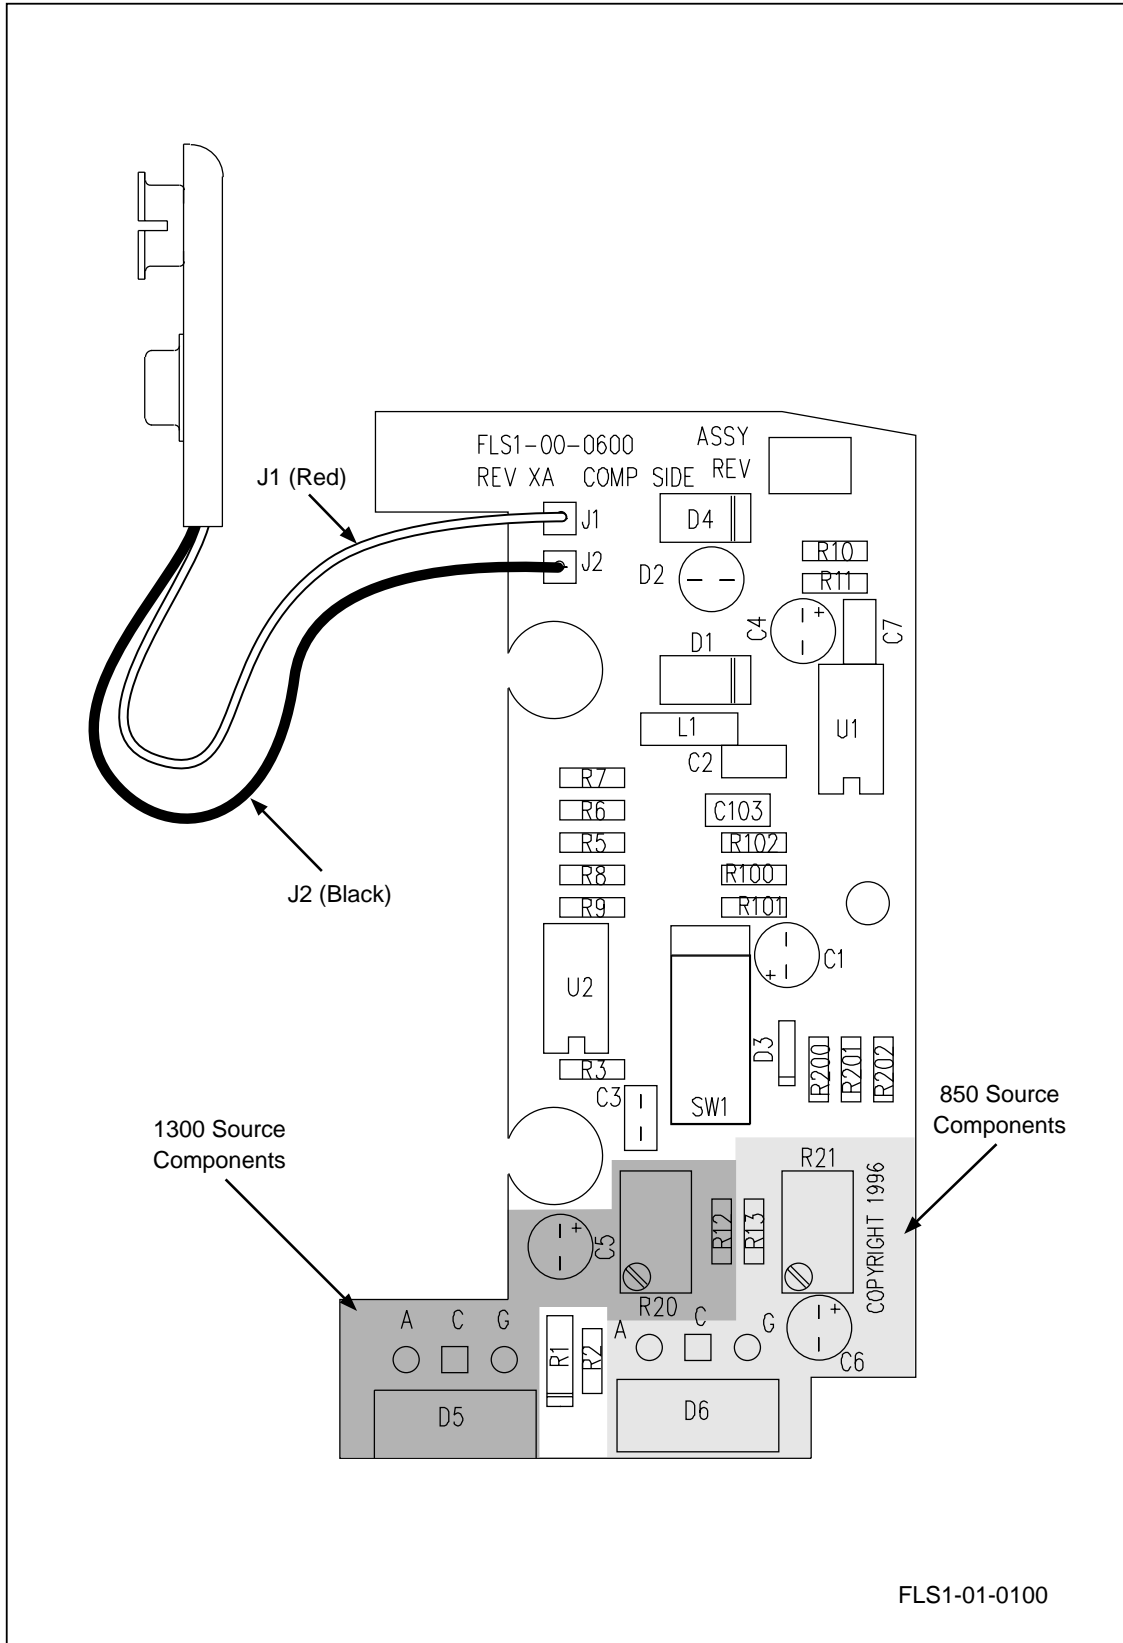 FLS1-00-0600
ASSY
REV XA COMP SIDE
REV
J1 (Red)
J1
J2
D4
D2
R10
R11
C4
C7
D1
L1
U1
C2
R7
R6
C103
R5
R102
R8
R100
R9
R101
J2 (Black)
C1
U2
D3
R200
R201
R202
R3
C3
SW1
1300 Source
Components
850 Source
Components
R21
COPYRIGHT 1996
R12
R13
C5
+
R20
A C G
A C G
+
C6
R1
R2
D5
D6
FLS1-01-0100